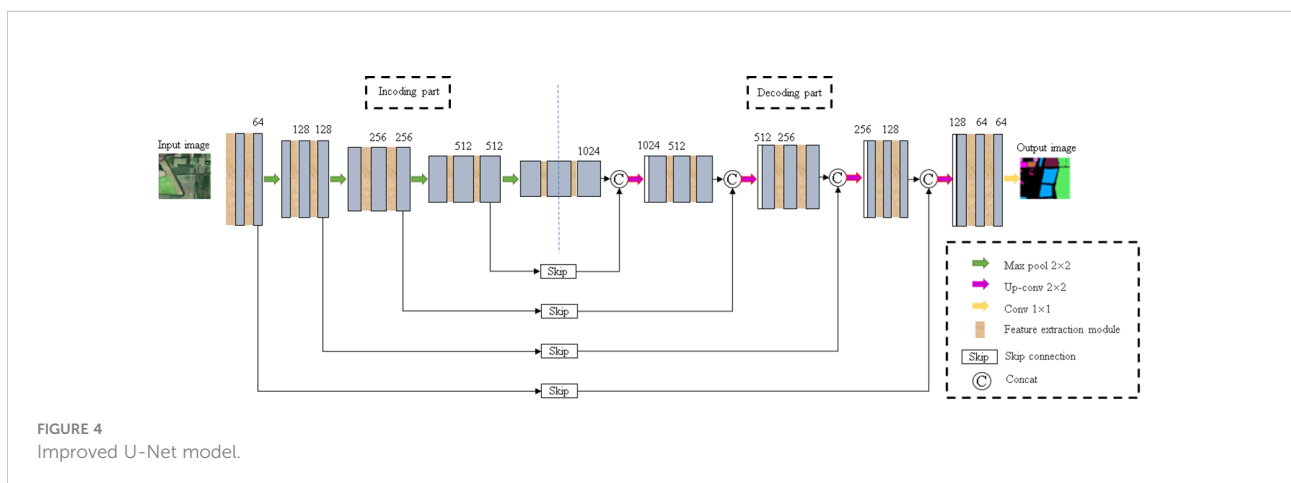 Incoding part
Decoding part
Input image
64
128 128
256 256
512 512
1024
C
1024 512
C
512 256
C
256 128
C
128 64 64
Output image
Skip
Skip
Skip
Skip
Max pool 2×2
Up-conv 2×2
Conv 1×1
Feature extraction module
Skip Skip connection
C Concat
FIGURE 4
Improved U-Net model.